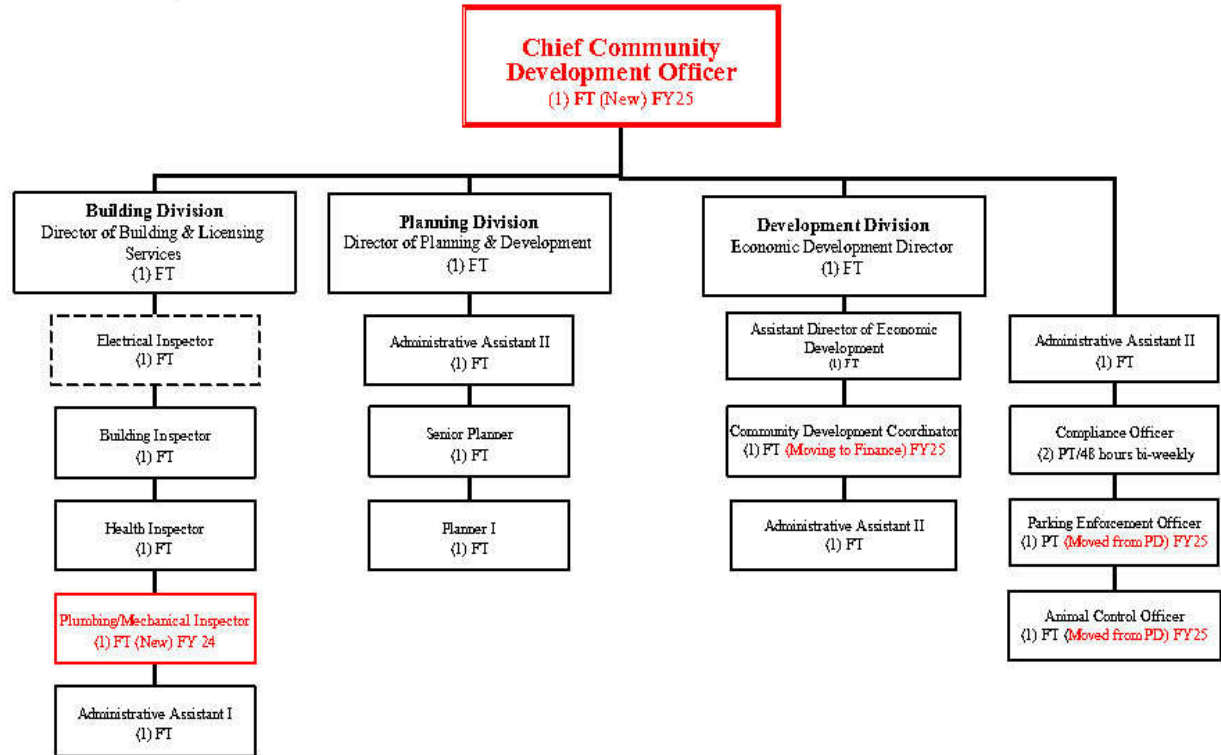 Chief Community
Development Officer
(1) FT (New) FY25
Building Division
Director of Building & Licensing
Services
(1) FT
Electrical Inspector
(1) FT
Building Inspector
(1) FT
Health Inspector
(1) FT
Plumbing/Mechanical Inspector
(1) FT (New) FY 24
Administrative Assistant I
(1) FT
Planning Division
Director of Planning & Development
(1) FT
Administrative Assistant II
(1) FT
Senior Planner
(1) FT
Planner I
(1) FT
Development Division
Economic Development Director
(1) FT
Assistant Director of Economic
Development
(1) FT
Community Development Coordinator
(1) FT (Moving to Finance) FY25
Administrative Assistant II
(1) FT
Administrative Assistant II
(1) FT
Compliance Officer
(2) PT/48 hours bi-weekly
Parking Enforcement Officer
(1) PT (Moved from PD) FY25
Animal Control Officer
(1) FT (Moved from PD) FY25